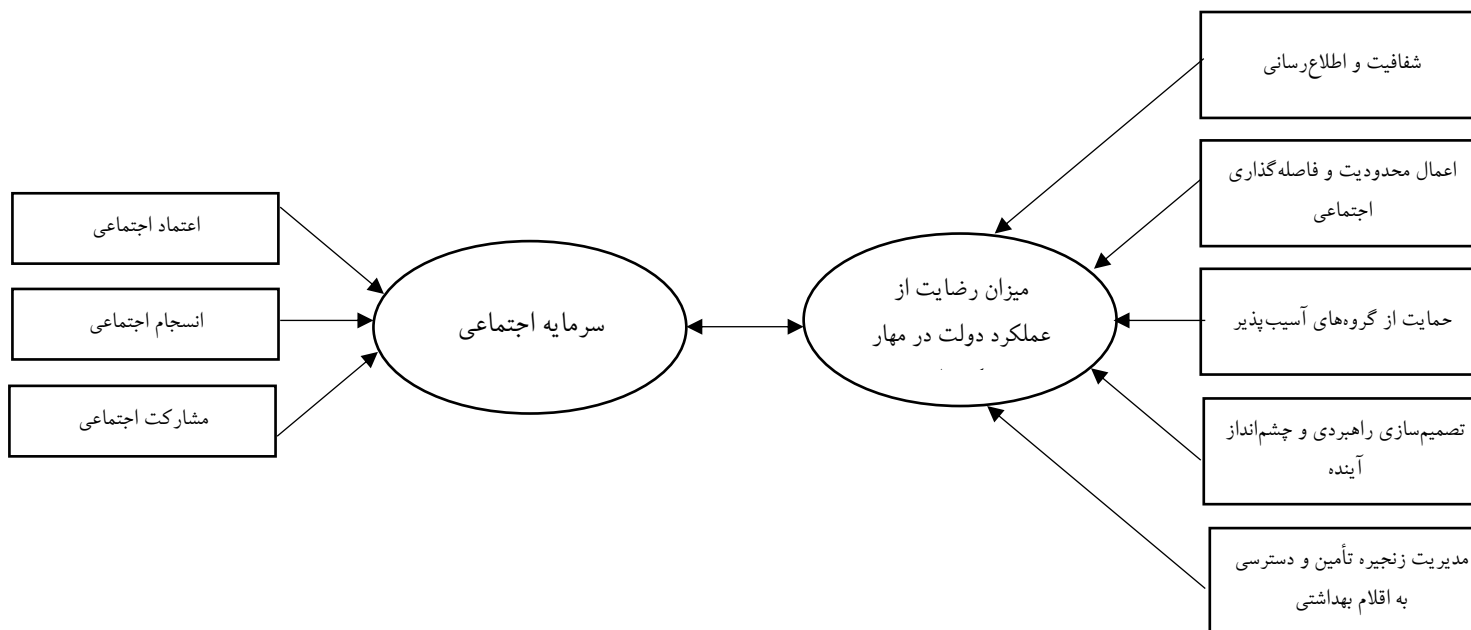 شفافیت و اطلاع‌رسانی
اعمال محدودیت و فاصله‌گذاری
اجتماعی
حمایت از گروه‌های آسیب‌پذیر
تصمیم‌سازی راهبردی و چشم‌انداز
آینده
مدیریت زنجیره تأمین و دسترسی
به اقلام بهداشتی
میزان رضایت از
عملکرد دولت در مهار
سرمایه اجتماعی
اعتماد اجتماعی
انسجام اجتماعی
مشارکت اجتماعی